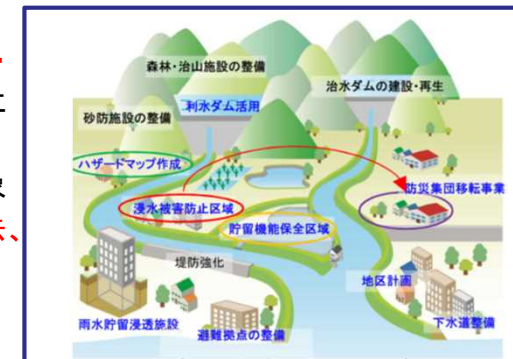 森林・治山施設の整備
治水ダムの建設・再生
利水ダム活用
砂防施設の整備
ハザードマップ作成
防災集団移転事業
浸水被害防止区域
貯留機能保全区域
堤防強化
地区計画
雨水貯留浸透施設
避難拠点の整備
下水道整備